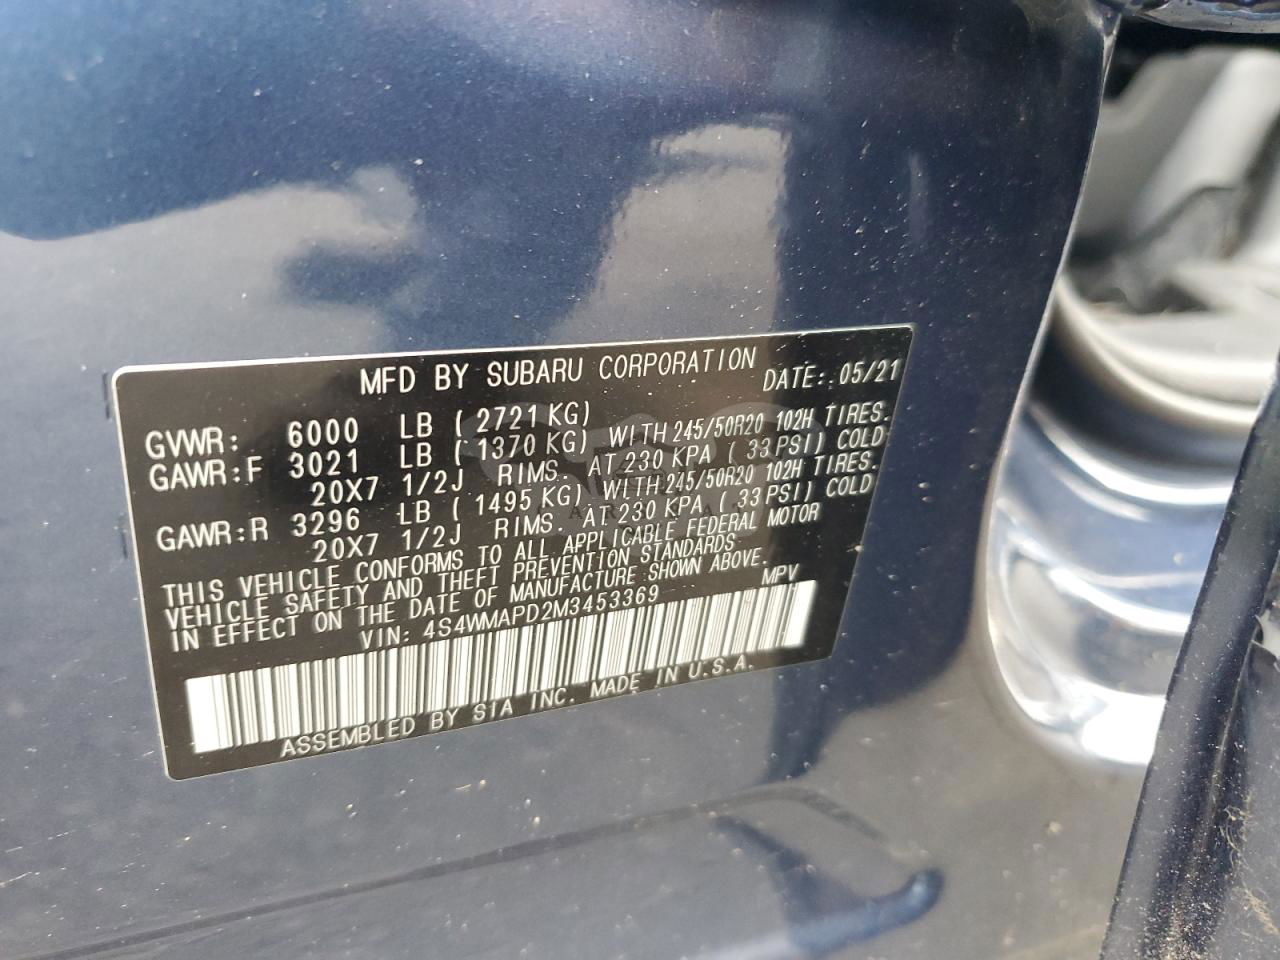 MFD BY SUBARU CORPORATION DATE: 05/21
GVWR: 6000 LB ( 2721 KG)
GAWR:F 3021 LB ( 1370 KG) WITH 245/50R20 102H TIRES.
20X7 1/2J RIMS. AT 230 KPA ( 33 PSI) COLD
GAWR:R 3296 LB ( 1495 KG) WITH 245/50R20 102H TIRES.
20X7 1/2J RIMS. AT 230 KPA ( 33 PSI) COLD
THIS VEHICLE CONFORMS TO ALL APPLICABLE FEDERAL MOTOR
VEHICLE SAFETY AND THEFT PREVENTION STANDARDS
IN EFFECT ON THE DATE OF MANUFACTURE SHOWN ABOVE.
VIN: 4S4WMAPD2M3453369 MPV
ASSEMBLED BY SIA INC. MADE IN U.S.A.